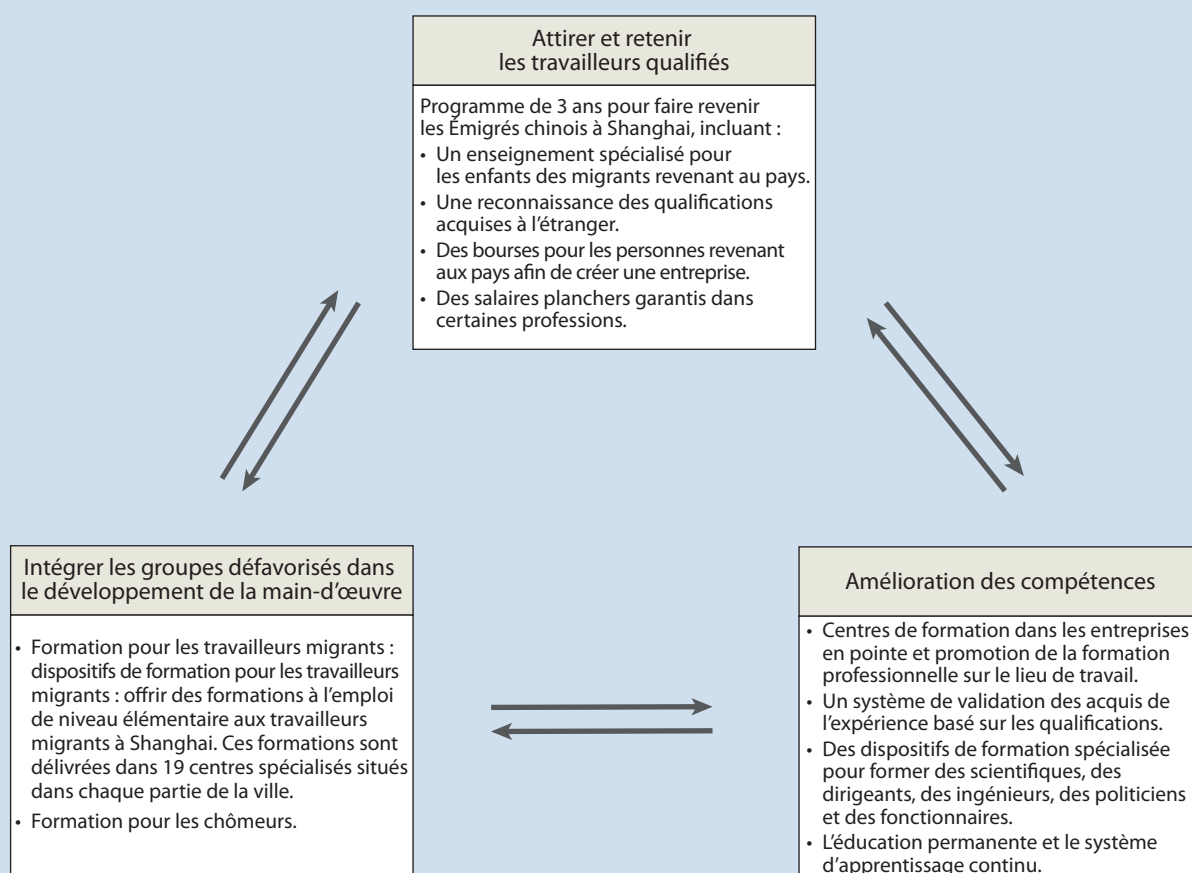 Attirer et retenir
les travailleurs qualifiés
Programme de 3 ans pour faire revenir
les Émigrés chinois à Shanghai, incluant :
• Un enseignement spécialisé pour
les enfants des migrants revenant au pays.
• Une reconnaissance des qualifications
acquises à l'étranger.
• Des bourses pour les personnes revenant
aux pays afin de créer une entreprise.
• Des salaires planchers garantis dans
certaines professions.
Intégrer les groupes défavorisés dans
le développement de la main-d'œuvre
• Formation pour les travailleurs migrants :
dispositifs de formation pour les travailleurs
migrants : offrir des formations à l'emploi
de niveau élémentaire aux travailleurs
migrants à Shanghai. Ces formations sont
délivrées dans 19 centres spécialisés situés
dans chaque partie de la ville.
• Formation pour les chômeurs.
Amélioration des compétences
• Centres de formation dans les entreprises
en pointe et promotion de la formation
professionnelle sur le lieu de travail.
• Un système de validation des acquis de
l'expérience basé sur les qualifications.
• Des dispositifs de formation spécialisée
pour former des scientifiques, des
dirigeants, des ingénieurs, des politiciens
et des fonctionnaires.
• L'éducation permanente et le système
d'apprentissage continu.